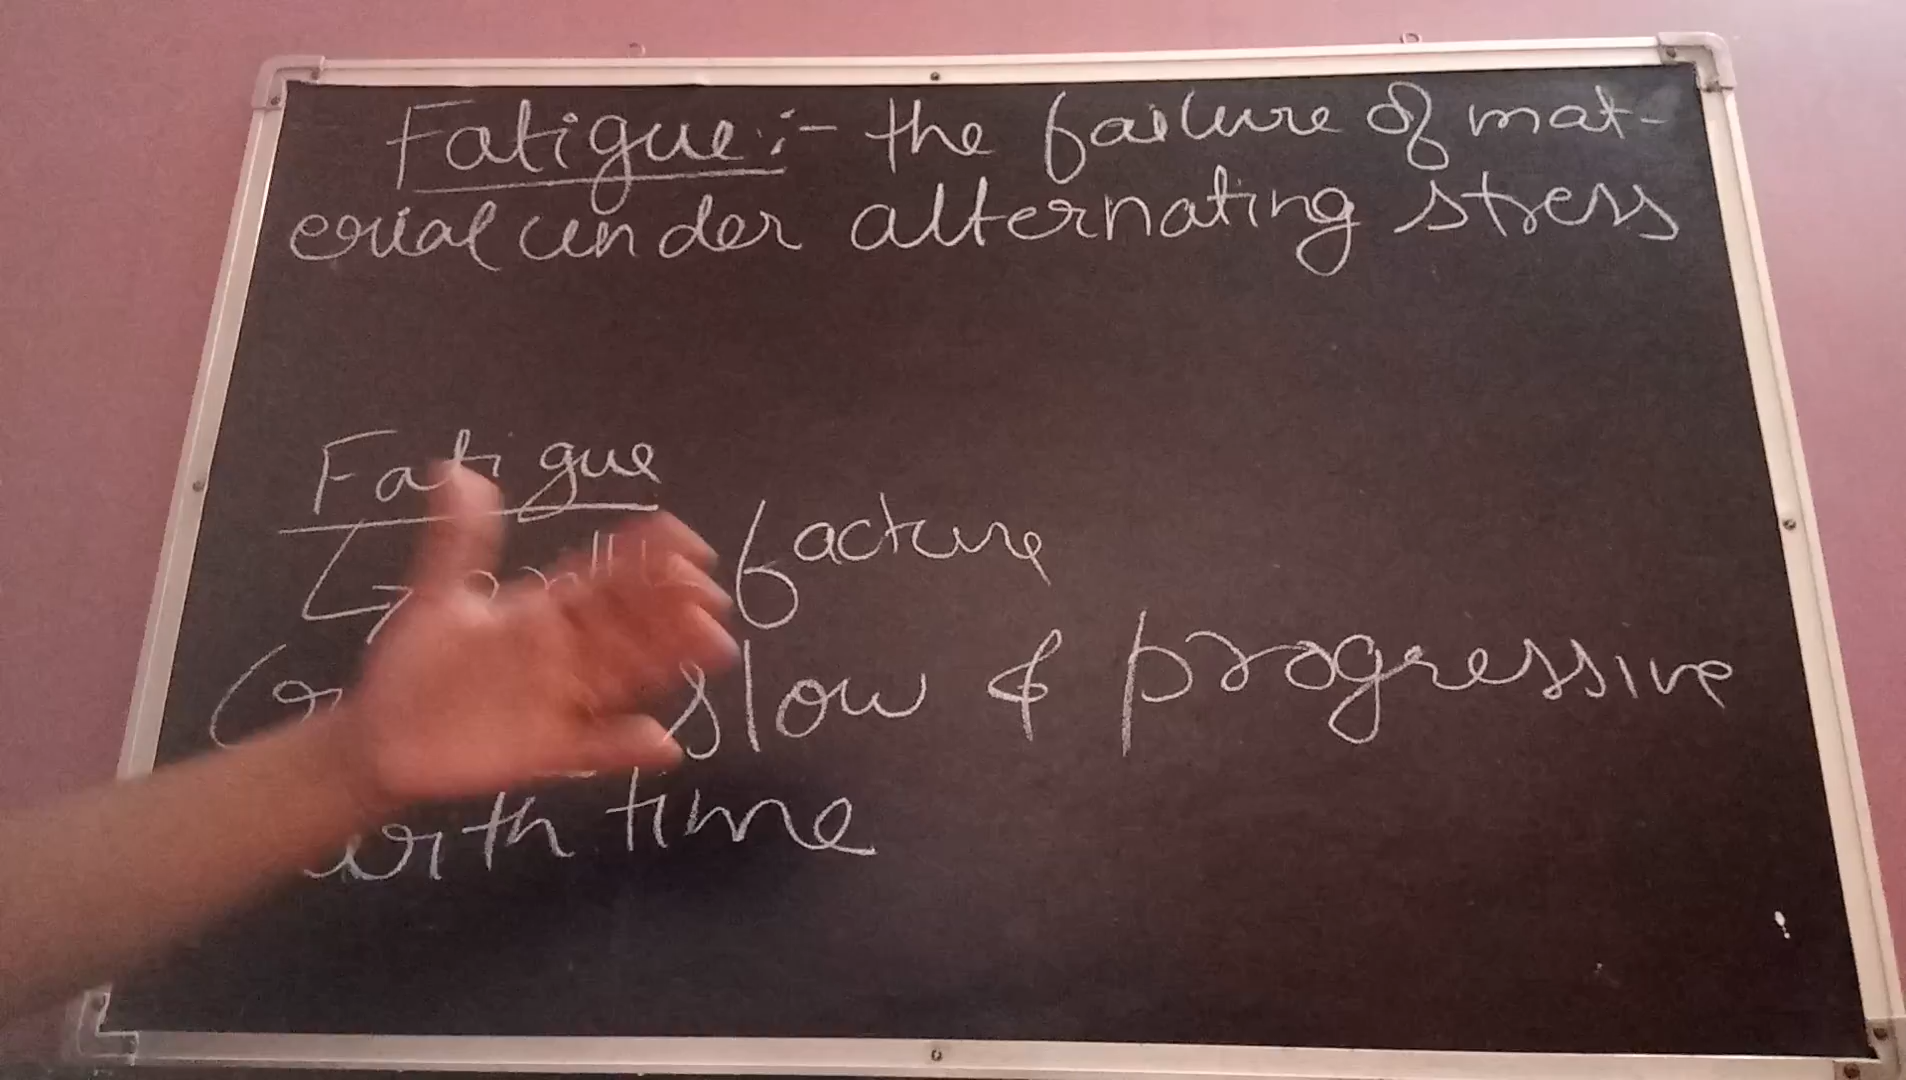 Fatigue:- the failure of mat-
erial under alternating stress
Fatigue
facture
slow & progressive
with time